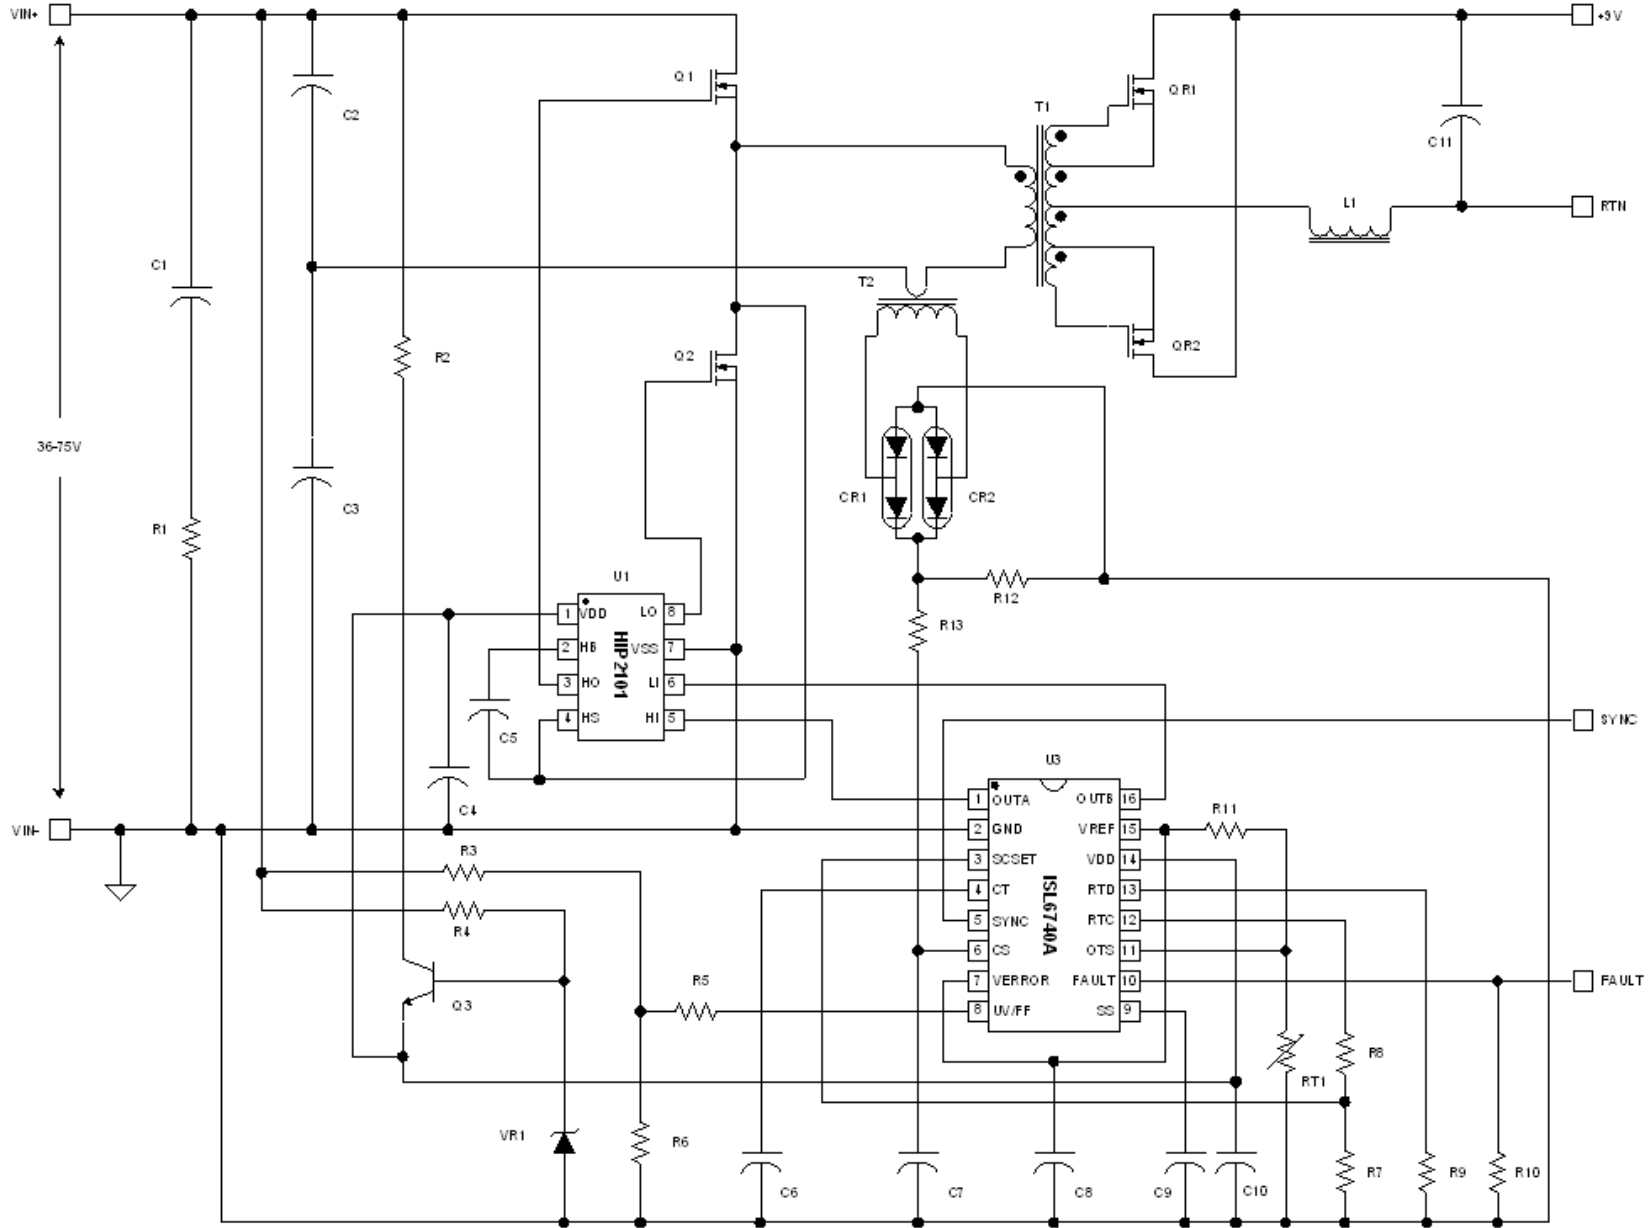 VIN+
+9V
Q1
QR1
C2
T1
C11
RTN
L1
C1
T2
QR2
R2
Q2
36-75V
CR1
CR2
C3
R1
U1
R12
R13
1 VDD LO 8
2 HB VSS 7
3 HO LI 6
4 HS HI 5
HIP2101
C5
SYNC
U3
C4
VIN-
1 OUTA OUTB 16
2 GND VREF 15
3 SCSET VDD 14
4 CT RTD 13
5 SYNC RTC 12
6 CS OTS 11
7 VERROR FAULT 10
8 UV/FF SS 9
ISL6740A
R11
R3
R4
R5
Q3
FAULT
R8
RT1
VR1
R6
C6
C7
C8
C9
C10
R7
R9
R10